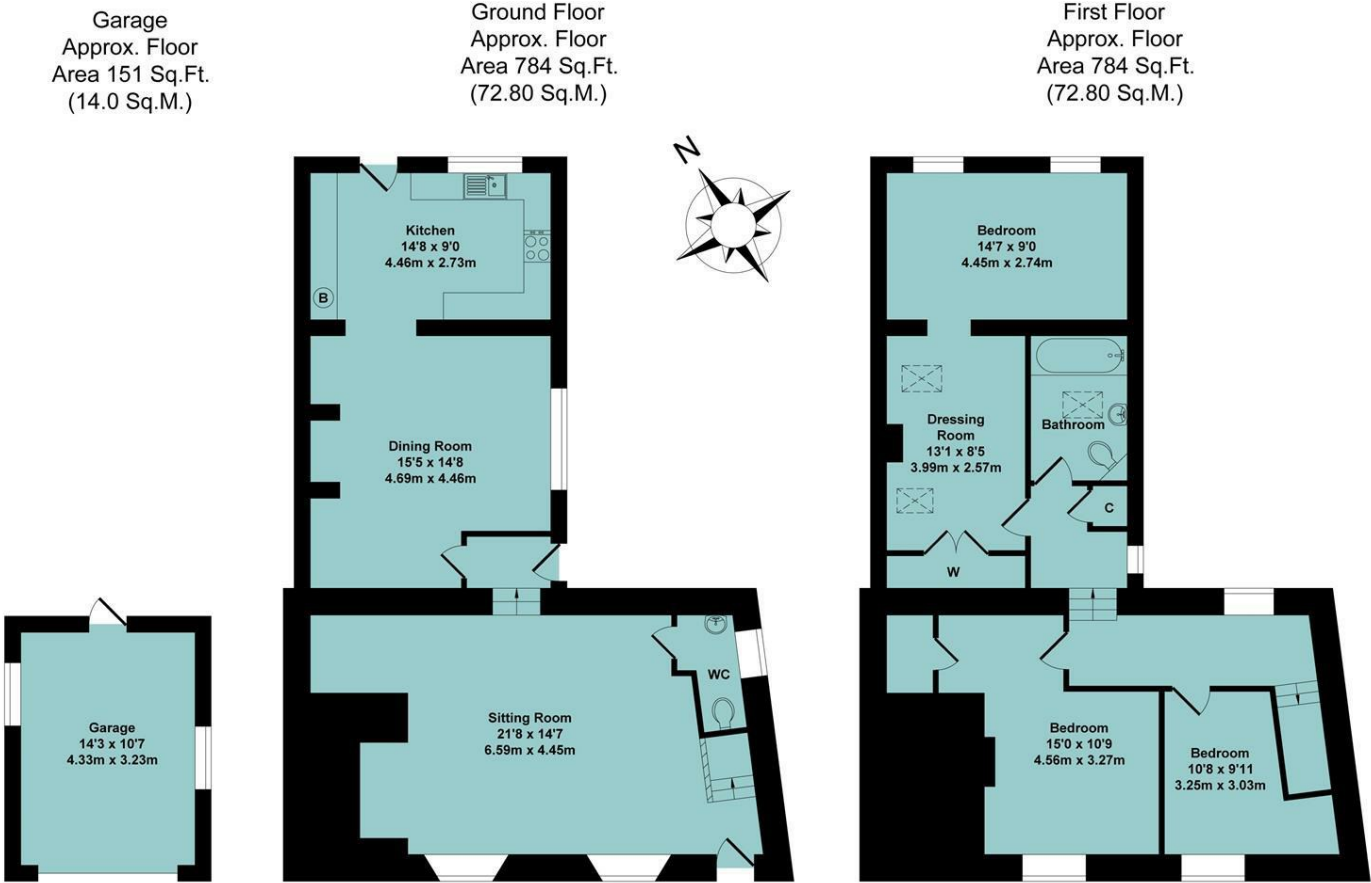 Garage
Approx. Floor
Area 151 Sq.Ft.
(14.0 Sq.M.)
Ground Floor
Approx. Floor
Area 784 Sq.Ft.
(72.80 Sq.M.)
First Floor
Approx. Floor
Area 784 Sq.Ft.
(72.80 Sq.M.)
N
Kitchen
14'8 x 9'0
4.46m x 2.73m
B
Dining Room
15'5 x 14'8
4.69m x 4.46m
Sitting Room
21'8 x 14'7
6.59m x 4.45m
WC
Garage
14'3 x 10'7
4.33m x 3.23m
Bedroom
14'7 x 9'0
4.45m x 2.74m
Dressing
Room
13'1 x 8'5
3.99m x 2.57m
Bathroom
C
W
Bedroom
15'0 x 10'9
4.56m x 3.27m
Bedroom
10'8 x 9'11
3.25m x 3.03m